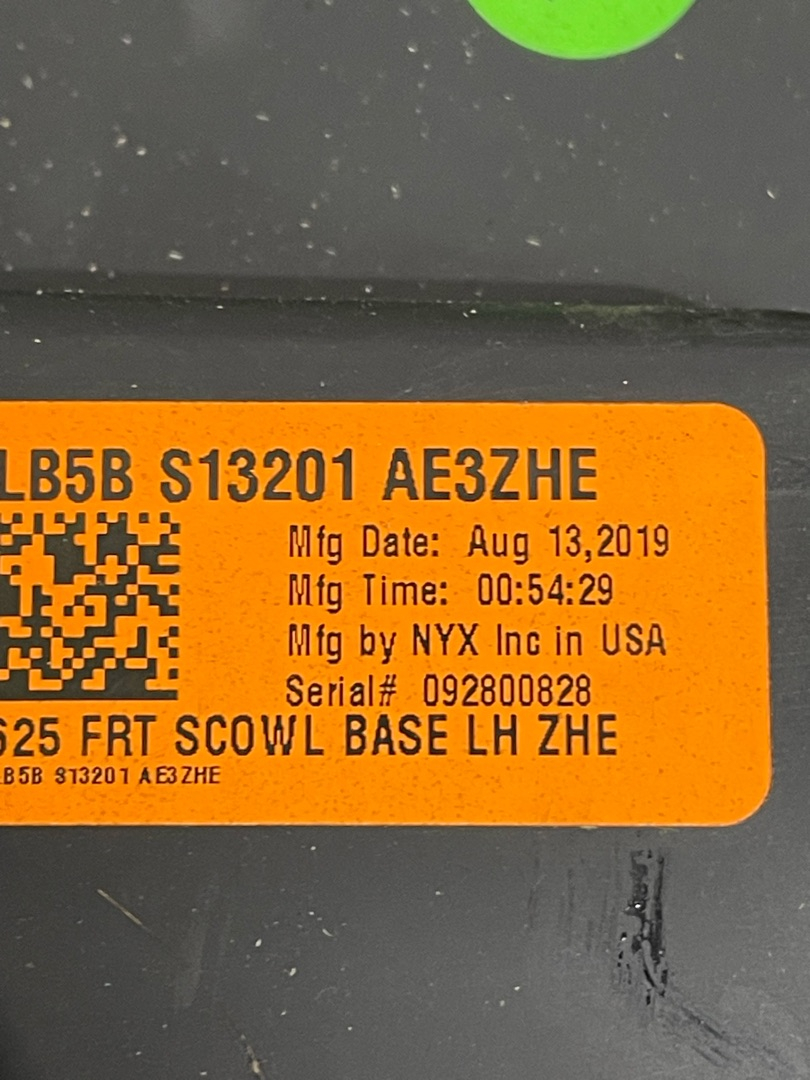 LB5B S13201 AE3ZHE
Mfg Date: Aug 13,2019
Mfg Time: 00:54:29
Mfg by NYX Inc in USA
Serial# 092800828
625 FRT SCOWL BASE LH ZHE
LB5B S13201 AE3ZHE